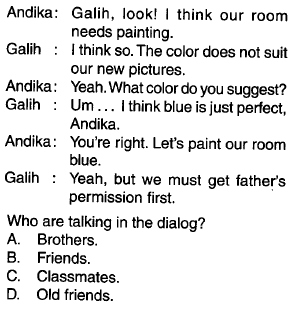 Andika: Galih, look! I think our room
needs painting.
Galih : I think so. The color does not suit
our new pictures.
Andika: Yeah. What color do you suggest?
Galih : Um ... I think blue is just perfect,
Andika.
Andika: You're right. Let's paint our room
blue.
Galih : Yeah, but we must get father's
permission first.
Who are talking in the dialog?
A. Brothers.
B. Friends.
C. Classmates.
D. Old friends.